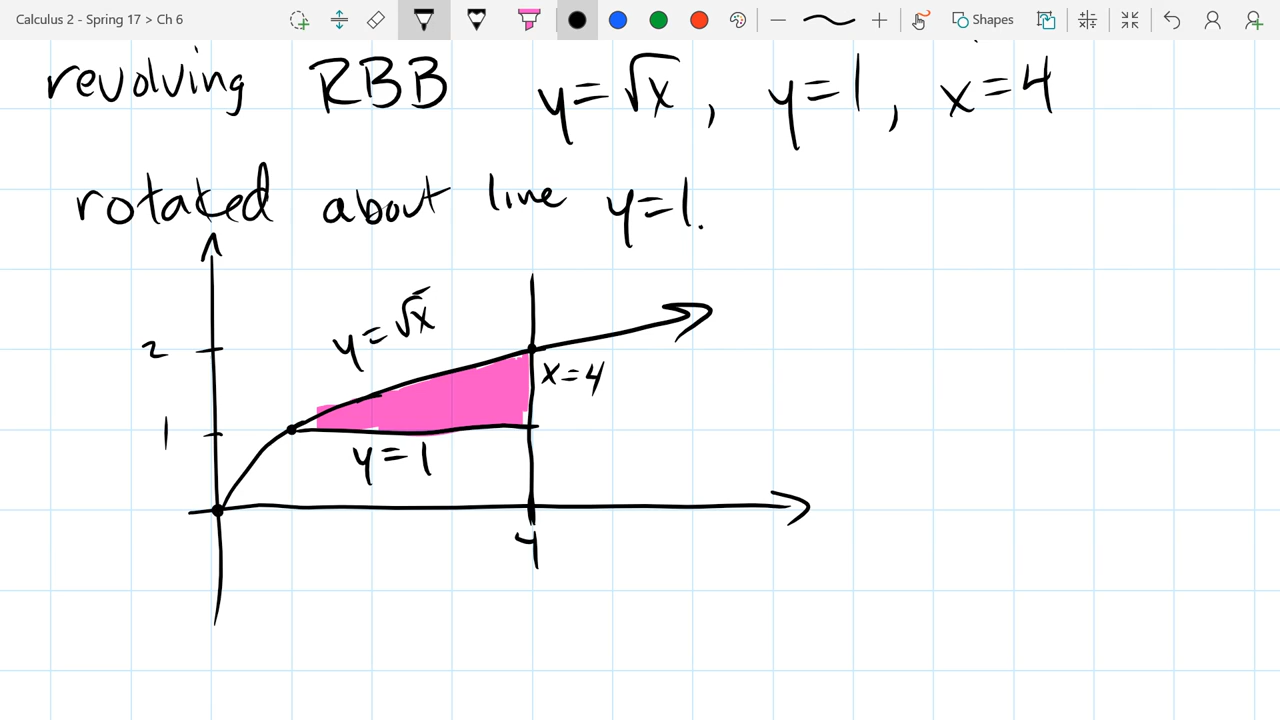 Calculus 2 - Spring 17 > Ch 6
Shapes
revolving RBB y=√x, y=1, x=4
rotated about line y=1.
y=√x
2
x=4
1
y=1
4